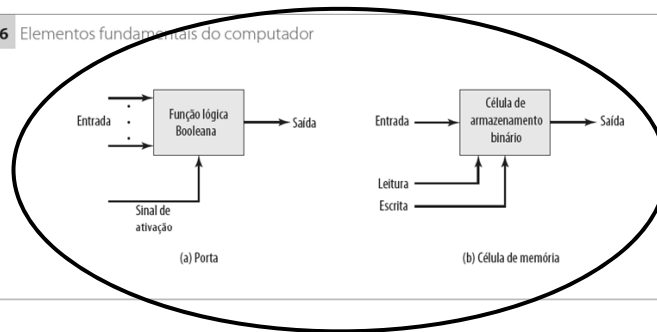 6 Elementos fundamentais do computador
Entrada
Função lógica
Booleana
Saída
Sinal de
ativação
(a) Porta
Entrada
Célula de
armazenamento
binário
Saída
Leitura
Escrita
(b) Célula de memória